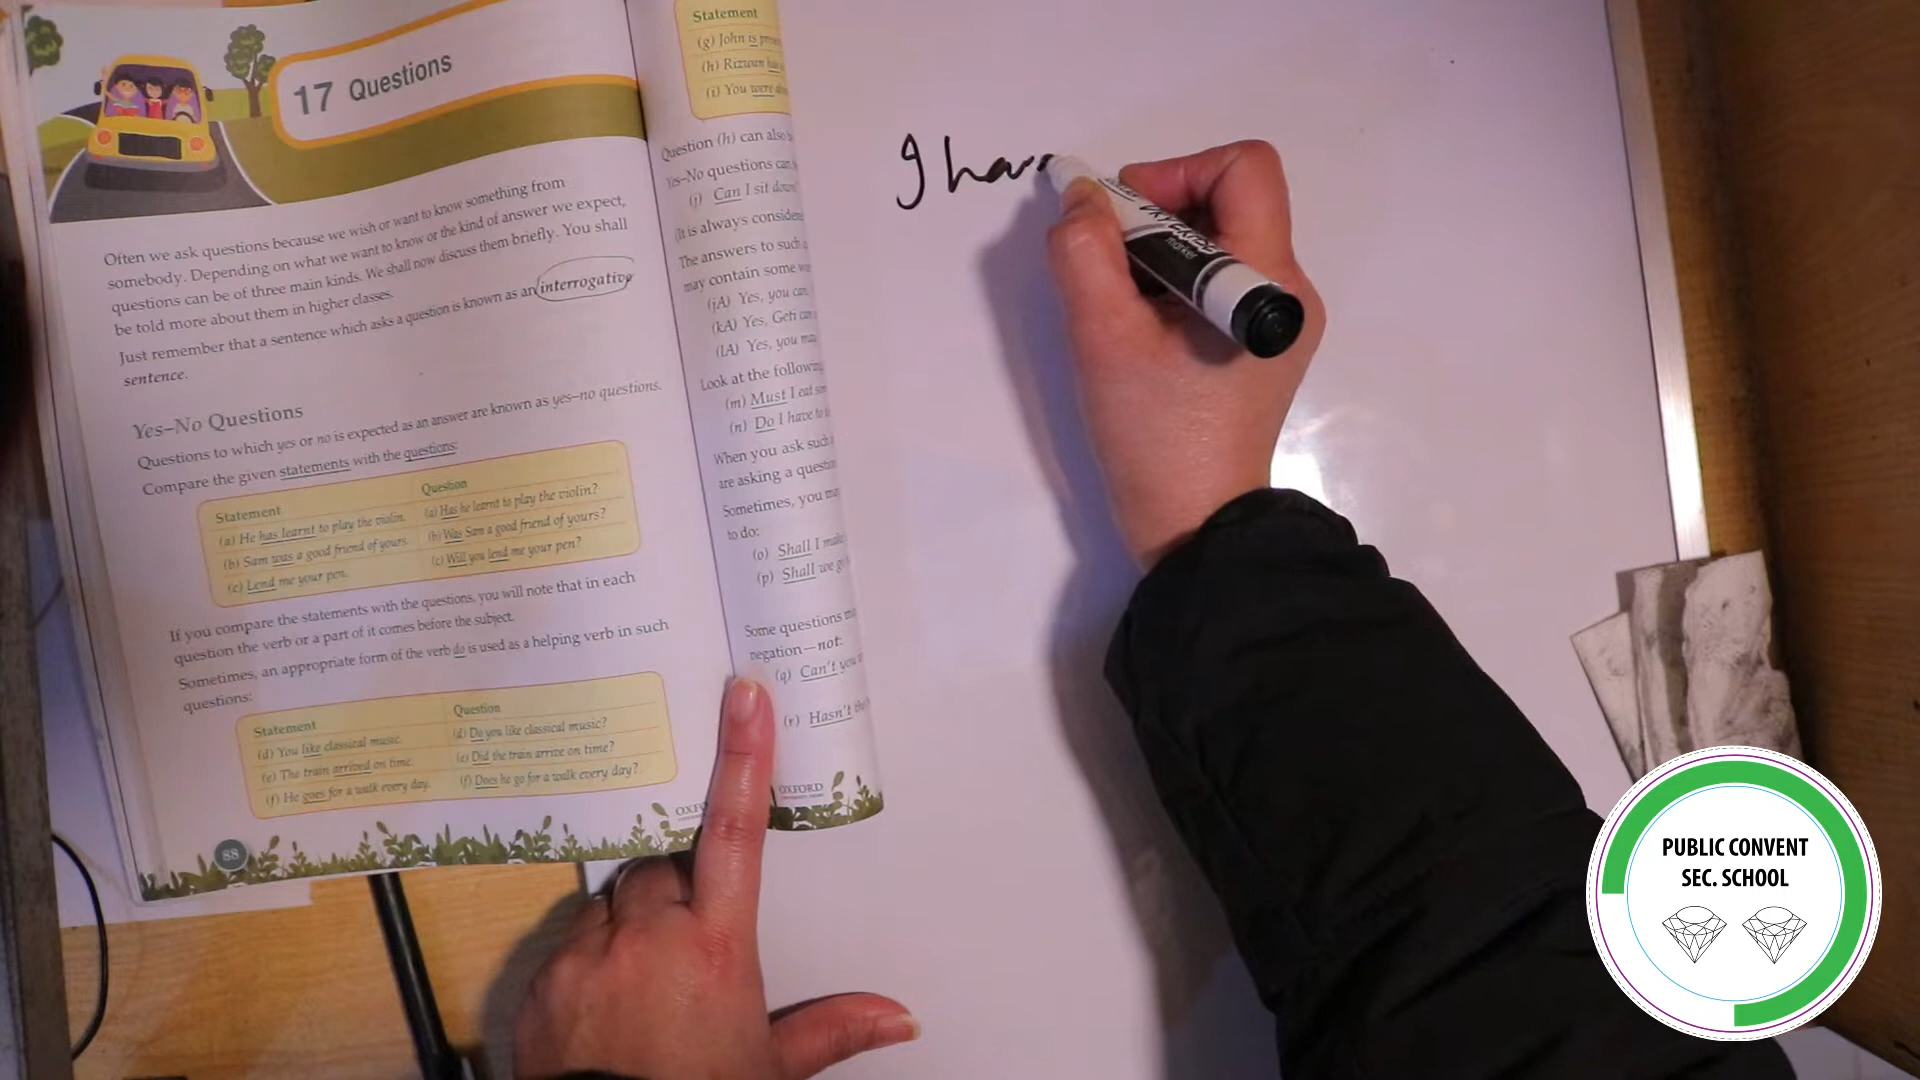 17 Questions
Often we ask questions because we wish or want to know something from
somebody. Depending on what we want to know or the kind of answer we expect,
questions can be of three main kinds. We shall now discuss them briefly. You shall
be told more about them in higher classes.
Just remember that a sentence which asks a question is known as an interrogative
sentence.
Yes–No Questions
Questions to which yes or no is expected as an answer are known as yes–no questions.
Compare the given statements with the questions:
Statement Question
(a) He has learnt to play the violin. (a) Has he learnt to play the violin?
(b) Sam was a good friend of yours. (b) Was Sam a good friend of yours?
(c) Lend me your pen. (c) Will you lend me your pen?
If you compare the statements with the questions, you will note that in each
question the verb or a part of it comes before the subject.
Sometimes, an appropriate form of the verb do is used as a helping verb in such
questions:
Statement Question
(d) You like classical music. (d) Do you like classical music?
(e) The train arrived on time. (e) Did the train arrive on time?
(f) He goes for a walk every day. (f) Does he go for a walk every day?
88
Statement
(g) John is
(h) Rizwan
(i) You were
Question (h) can also
Yes–No questions can
(j) Can I sit down
(It is always considered
The answers to such
may contain some
(jA) Yes, you can,
(kA) Yes, Geti can
(lA) Yes, you may
Look at the following
(m) Must I eat
(n) Do I have to
When you ask such
are asking a question
Sometimes, you may
to do:
(o) Shall I make
(p) Shall we go
Some questions
negation—not:
(q) Can't you
(r) Hasn't the
OXFORD
I have
marker
PUBLIC CONVENT
SEC. SCHOOL